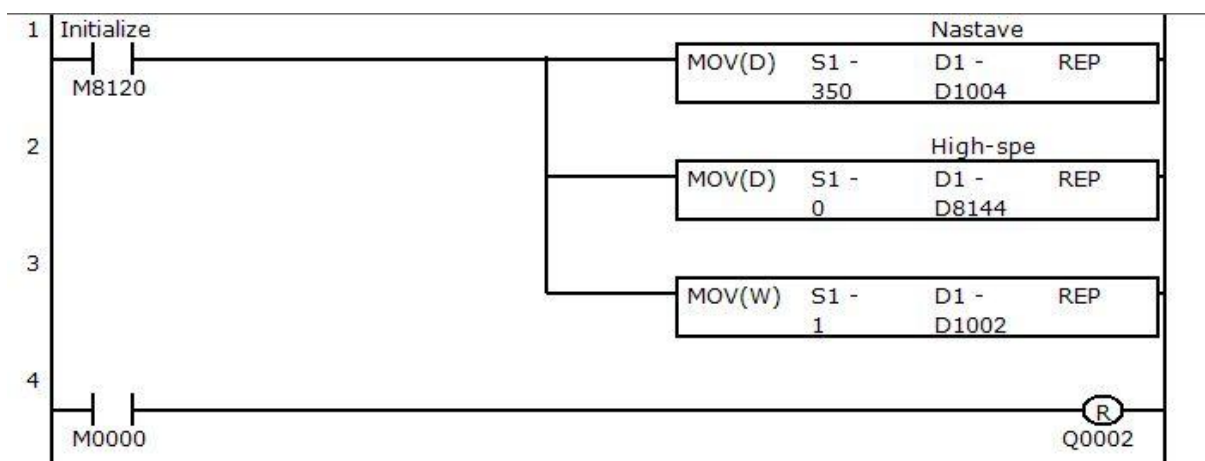 1 Initialize Nastave
MOV(D) S1 - D1 - REP
M8120 350 D1004
2 High-spe
MOV(D) S1 - D1 - REP
0 D8144
3
MOV(W) S1 - D1 - REP
1 D1002
4
R
M0000 Q0002